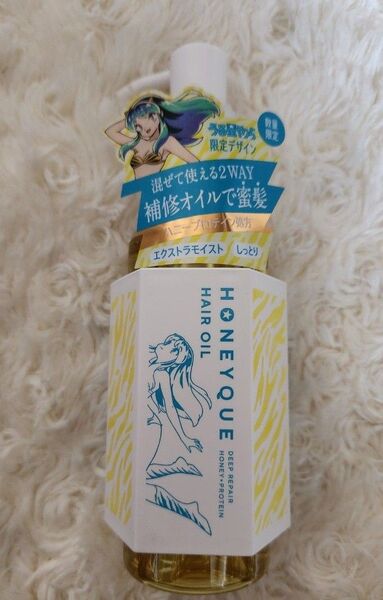 うる星やつら
限定デザイン
数量
限定
混ぜて使える2WAY
補修オイルで蜜髪
ハニープロテイン処方
エクストラモイスト しっとり
HONEYQUE
HAIR OIL
DEEP REPAIR
HONEY+PROTEIN